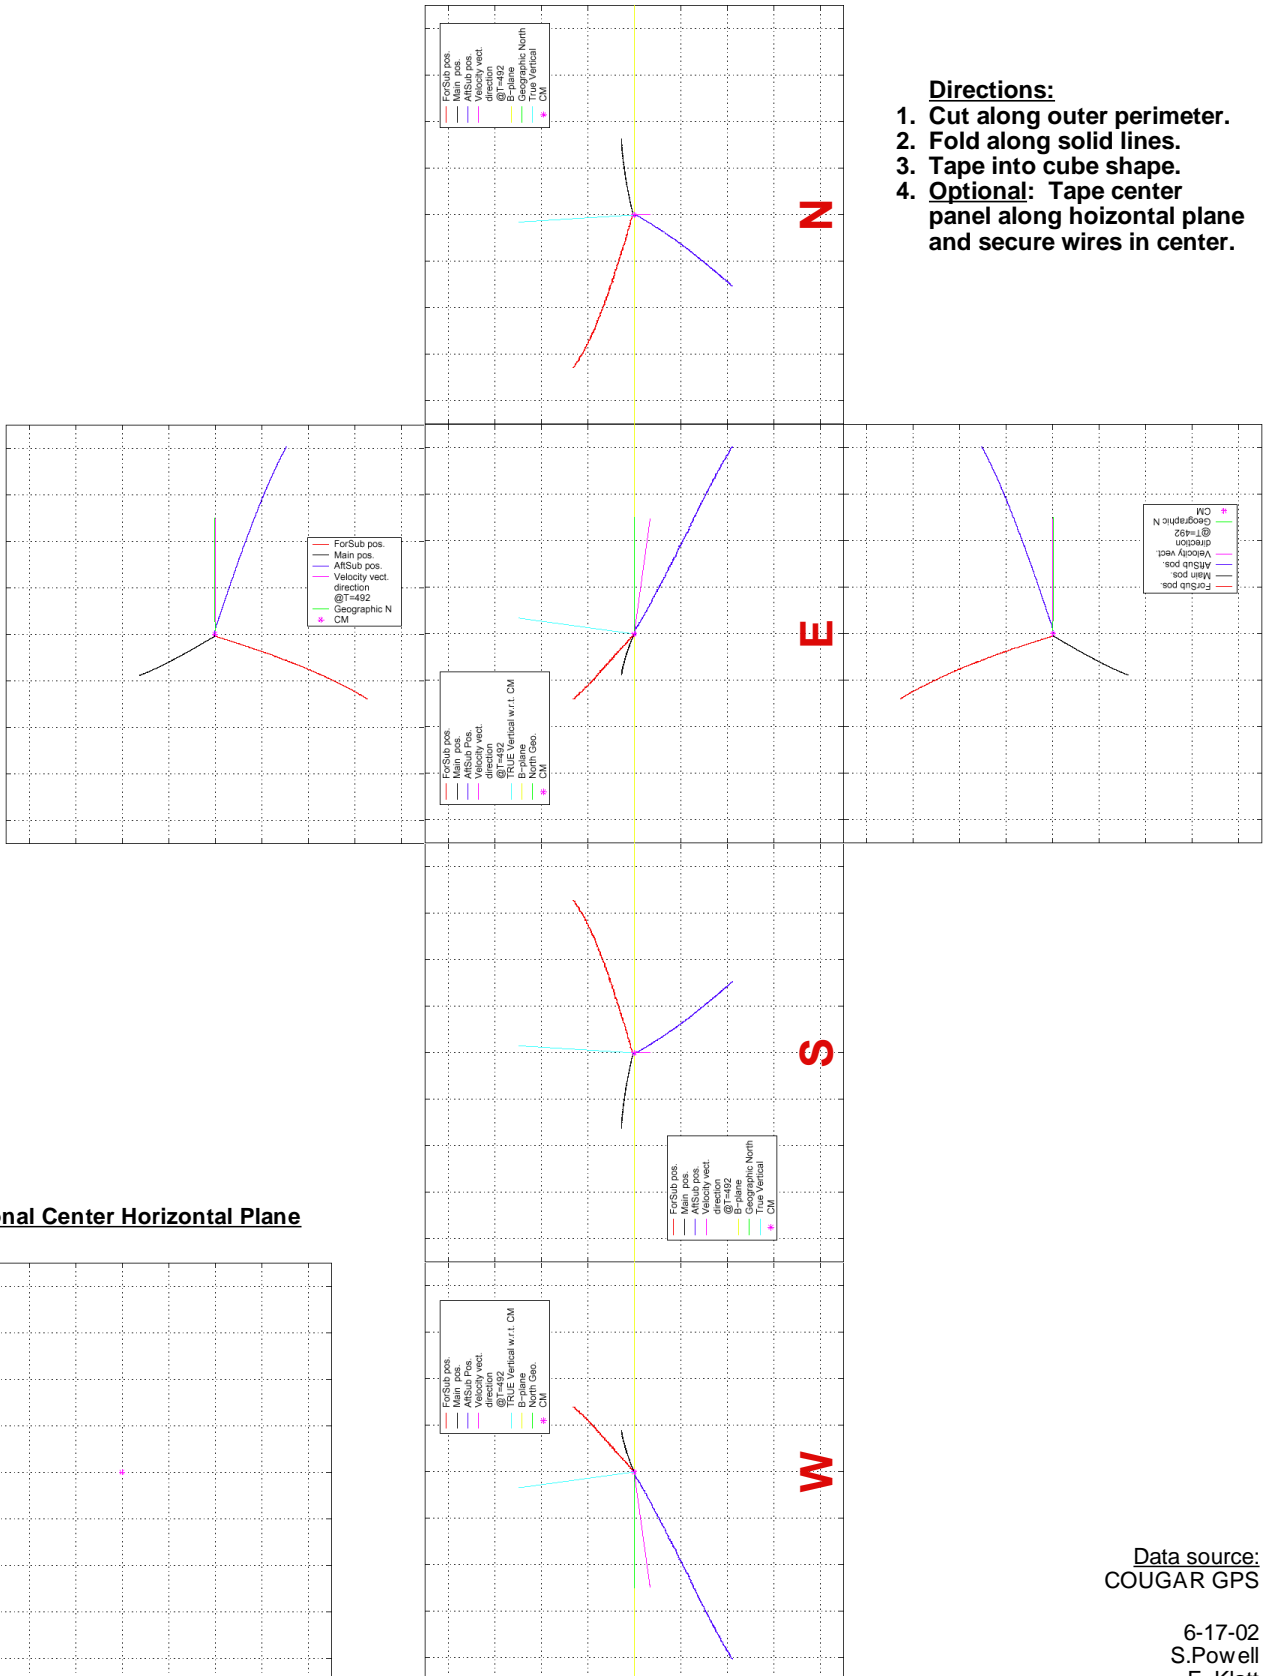 ForSub pos.
Main pos.
AftSub pos.
Velocity vect.
direction
@T=492
B-plane
Geographic North
True Vertical
CM
N
Directions:
1. Cut along outer perimeter.
2. Fold along solid lines.
3. Tape into cube shape.
4. Optional: Tape center
panel along hoizontal plane
and secure wires in center.
ForSub pos.
Main pos.
AftSub pos.
Velocity vect.
direction
@T=492
Geographic N
CM
ForSub pos.
Main pos.
AftSub Pos.
Velocity vect.
direction
@T=492
TRUE Vertical w.r.t. CM
B-plane
North Geo.
CM
E
ForSub pos.
Main pos.
AftSub pos.
Velocity vect.
direction
@T=492
Geographic N
CM
S
ForSub pos.
Main pos.
AftSub pos.
Velocity vect.
direction
@T=492
B-plane
Geographic North
True Vertical
CM
onal Center Horizontal Plane
ForSub pos.
Main pos.
AftSub Pos.
Velocity vect.
direction
@T=492
TRUE Vertical w.r.t. CM
B-plane
North Geo.
CM
W
Data source:
COUGAR GPS
6-17-02
S.Powell